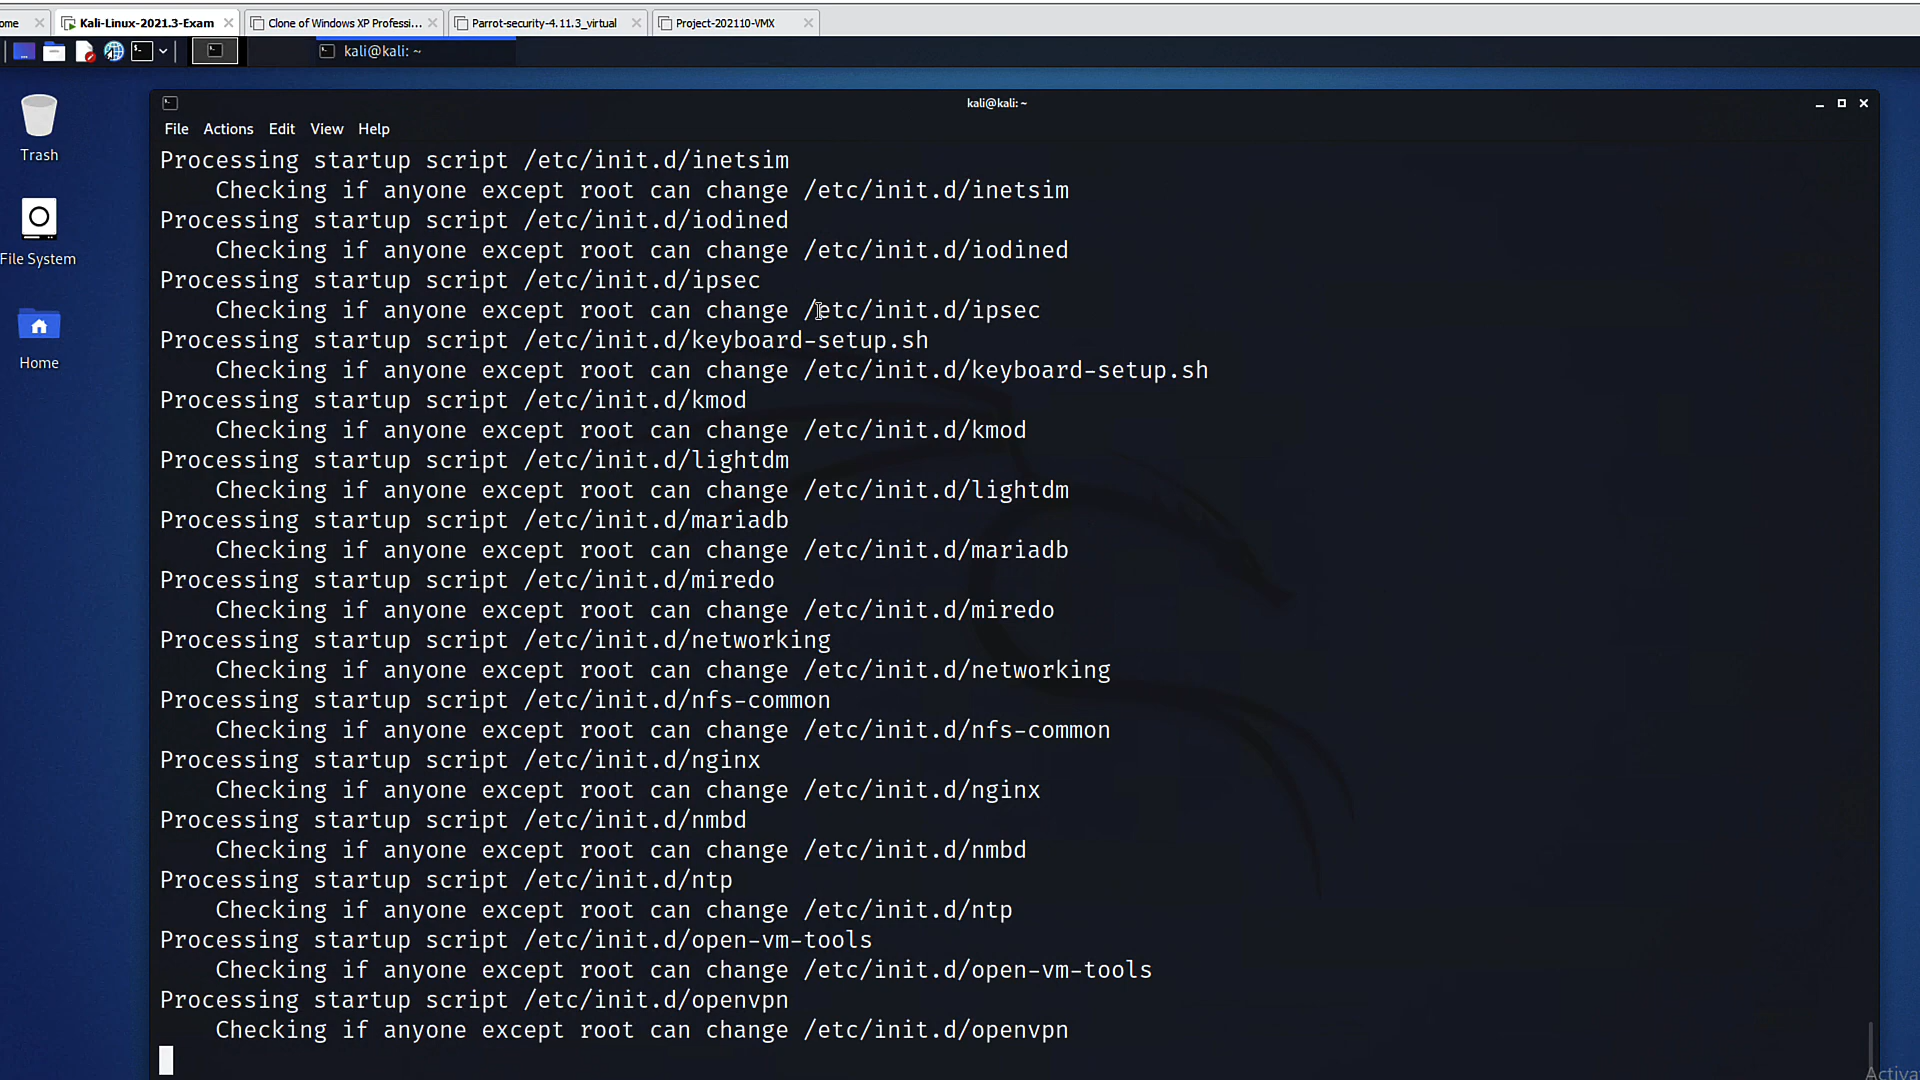 ome
Kali-Linux-2021.3-Exam
Clone of Windows XP Professi...
Parrot-security-4.11.3_virtual
Project-202110-VMX
kali@kali: ~
kali@kali: ~
File Actions Edit View Help
Trash
File System
Home
Processing startup script /etc/init.d/inetsim
Checking if anyone except root can change /etc/init.d/inetsim
Processing startup script /etc/init.d/iodined
Checking if anyone except root can change /etc/init.d/iodined
Processing startup script /etc/init.d/ipsec
Checking if anyone except root can change /etc/init.d/ipsec
Processing startup script /etc/init.d/keyboard-setup.sh
Checking if anyone except root can change /etc/init.d/keyboard-setup.sh
Processing startup script /etc/init.d/kmod
Checking if anyone except root can change /etc/init.d/kmod
Processing startup script /etc/init.d/lightdm
Checking if anyone except root can change /etc/init.d/lightdm
Processing startup script /etc/init.d/mariadb
Checking if anyone except root can change /etc/init.d/mariadb
Processing startup script /etc/init.d/miredo
Checking if anyone except root can change /etc/init.d/miredo
Processing startup script /etc/init.d/networking
Checking if anyone except root can change /etc/init.d/networking
Processing startup script /etc/init.d/nfs-common
Checking if anyone except root can change /etc/init.d/nfs-common
Processing startup script /etc/init.d/nginx
Checking if anyone except root can change /etc/init.d/nginx
Processing startup script /etc/init.d/nmbd
Checking if anyone except root can change /etc/init.d/nmbd
Processing startup script /etc/init.d/ntp
Checking if anyone except root can change /etc/init.d/ntp
Processing startup script /etc/init.d/open-vm-tools
Checking if anyone except root can change /etc/init.d/open-vm-tools
Processing startup script /etc/init.d/openvpn
Checking if anyone except root can change /etc/init.d/openvpn
Activa